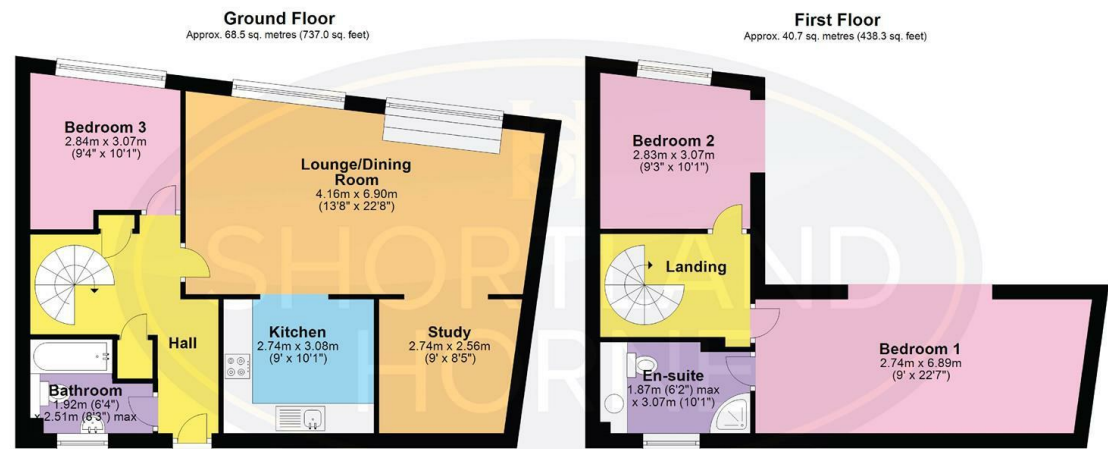 Ground Floor
Approx. 68.5 sq. metres (737.0 sq. feet)
Bedroom 3
2.84m x 3.07m
(9'4" x 10'1")
Lounge/Dining
Room
4.16m x 6.90m
(13'8" x 22'8")
Hall
Kitchen
2.74m x 3.08m
(9' x 10'1")
Study
2.74m x 2.56m
(9' x 8'5")
Bathroom
1.92m (6'4")
x 2.51m (8'3") max
First Floor
Approx. 40.7 sq. metres (438.3 sq. feet)
Bedroom 2
2.83m x 3.07m
(9'3" x 10'1")
Landing
Bedroom 1
2.74m x 6.89m
(9' x 22'7")
En-suite
1.87m (6'2") max
x 3.07m (10'1")
SHORTLAND
HORNE